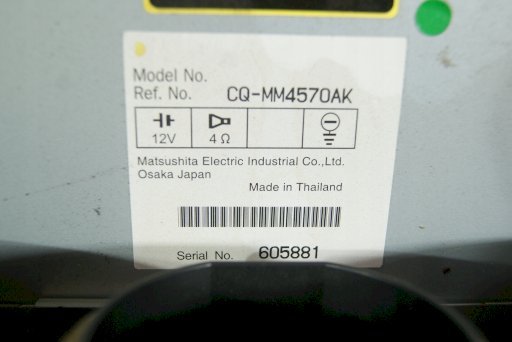 Model No.
Ref. No. CQ-MM4570AK
12V 4 Ω
Matsushita Electric Industrial Co.,Ltd.
Osaka Japan
Made in Thailand
Serial No. 605881